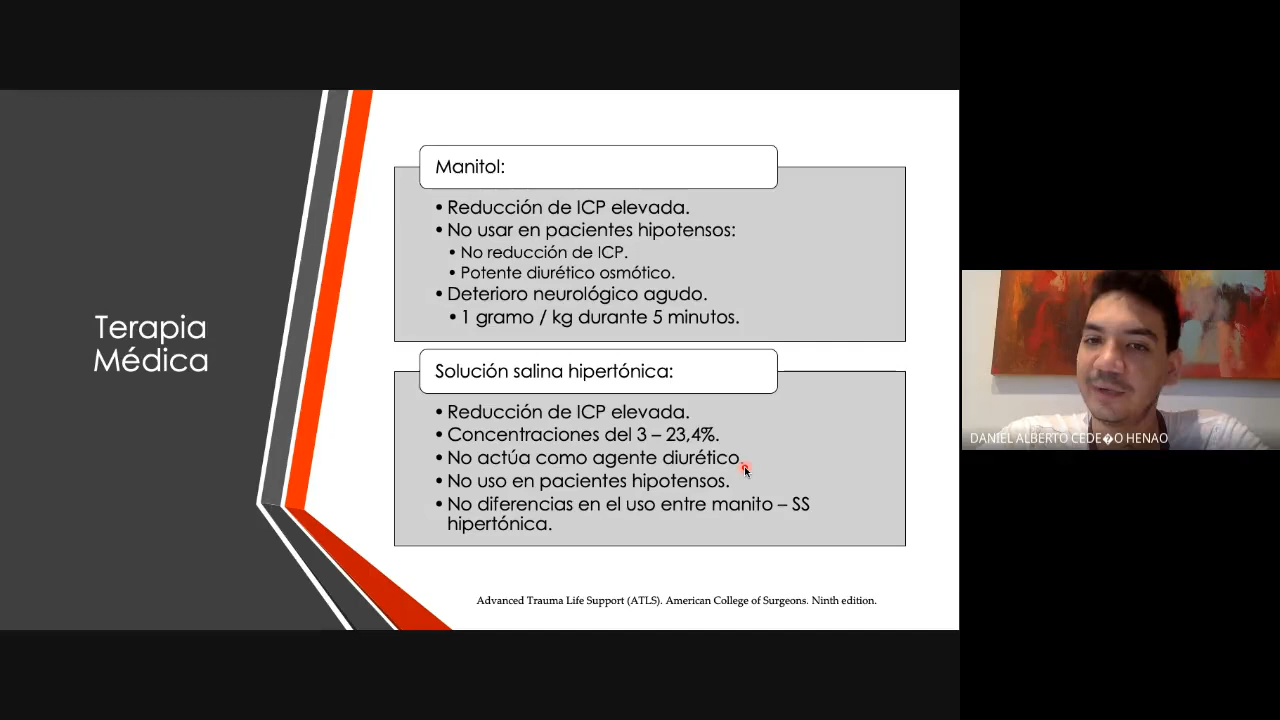 Terapia
Médica
Manitol:
• Reducción de ICP elevada.
• No usar en pacientes hipotensos:
• No reducción de ICP.
• Potente diurético osmótico.
• Deterioro neurológico agudo.
• 1 gramo / kg durante 5 minutos.
Solución salina hipertónica:
• Reducción de ICP elevada.
• Concentraciones del 3 – 23,4%.
• No actúa como agente diurético.
• No uso en pacientes hipotensos.
• No diferencias en el uso entre manito – SS
hipertónica.
Advanced Trauma Life Support (ATLS). American College of Surgeons. Ninth edition.
DANIEL ALBERTO CEDE�O HENAO